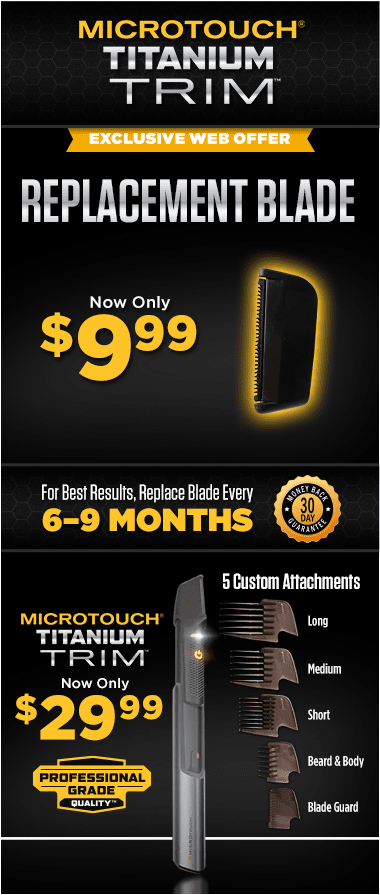 MICROTOUCH®
TITANIUM
TRIM™
EXCLUSIVE WEB OFFER
REPLACEMENT BLADE
Now Only
$9.99
For Best Results, Replace Blade Every
6–9 MONTHS
MONEY BACK
30
DAY
GUARANTEE
5 Custom Attachments
MICROTOUCH®
TITANIUM
TRIM™
Now Only
$29.99
PROFESSIONAL
GRADE
QUALITY™
Long
Medium
Short
Beard & Body
Blade Guard